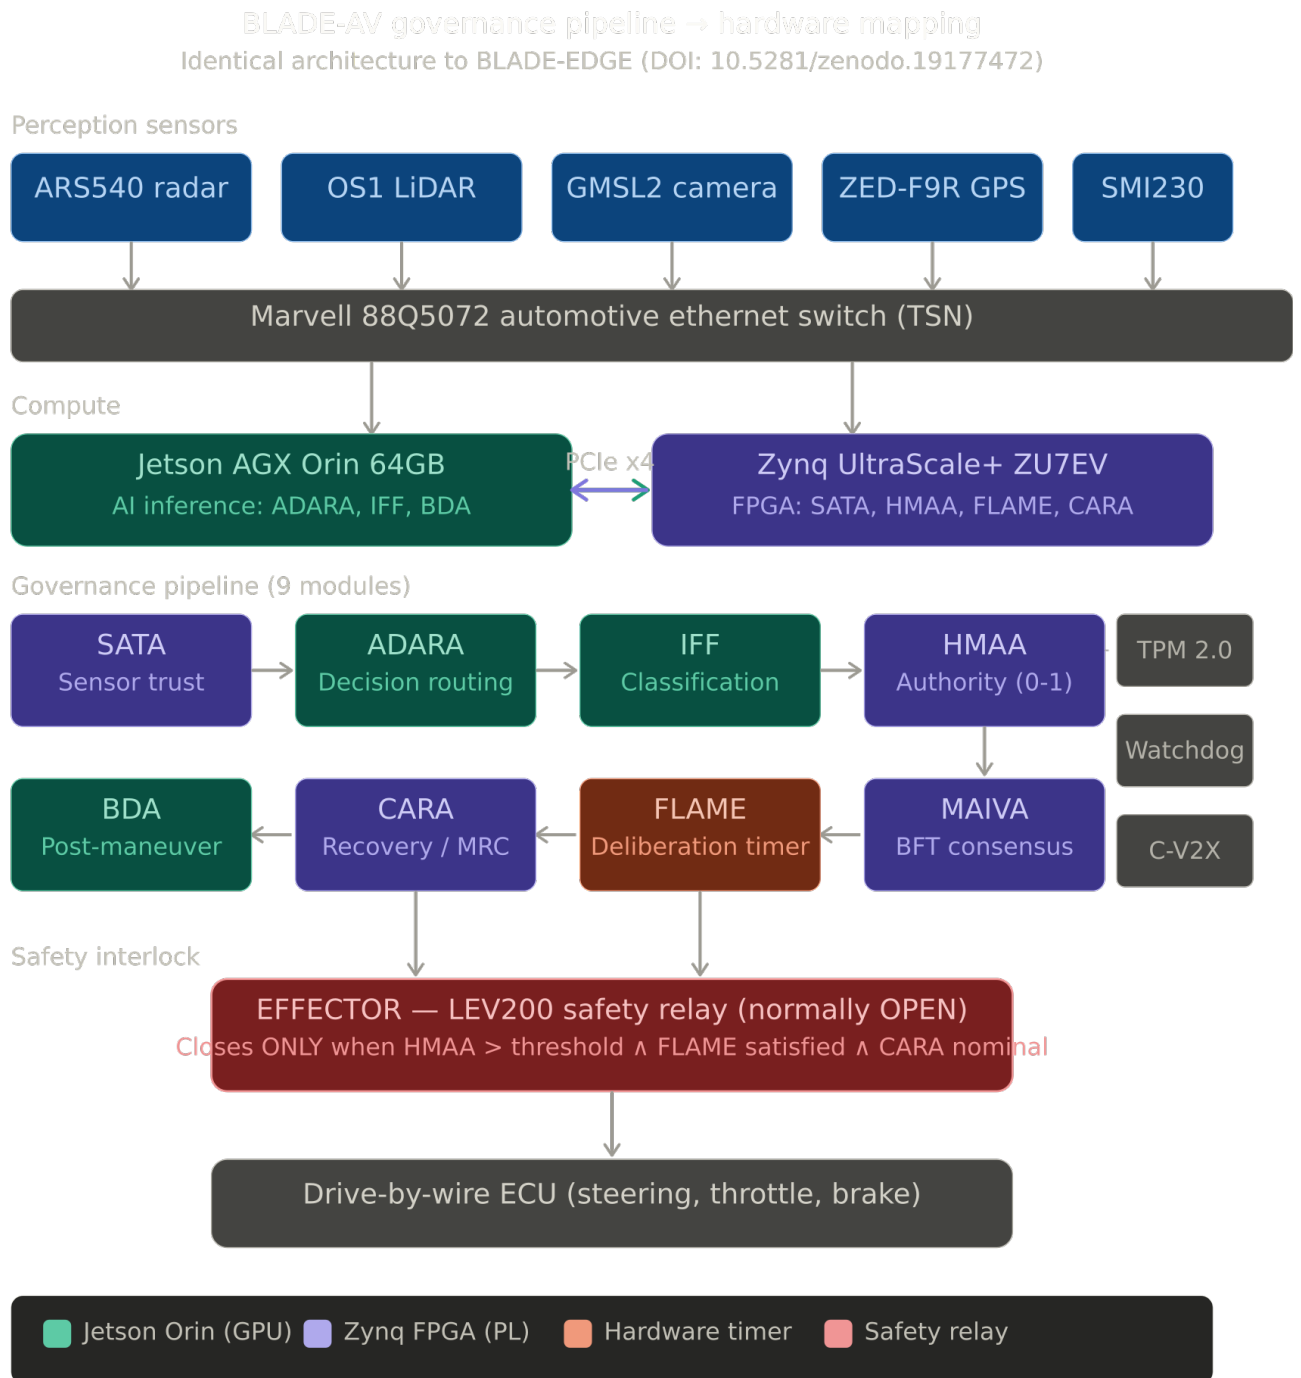 BLADE-AV governance pipeline → hardware mapping
Identical architecture to BLADE-EDGE (DOI: 10.5281/zenodo.19177472)
Perception sensors
ARS540 radar
OS1 LiDAR
GMSL2 camera
ZED-F9R GPS
SMI230
Marvell 88Q5072 automotive ethernet switch (TSN)
Compute
Jetson AGX Orin 64GB
AI inference: ADARA, IFF, BDA
PCIe x4
Zynq UltraScale+ ZU7EV
FPGA: SATA, HMAA, FLAME, CARA
Governance pipeline (9 modules)
SATA
Sensor trust
ADARA
Decision routing
IFF
Classification
HMAA
Authority (0-1)
TPM 2.0
Watchdog
BDA
Post-maneuver
CARA
Recovery / MRC
FLAME
Deliberation timer
MAIVA
BFT consensus
C-V2X
Safety interlock
EFFECTOR — LEV200 safety relay (normally OPEN)
Closes ONLY when HMAA > threshold ∧ FLAME satisfied ∧ CARA nominal
Drive-by-wire ECU (steering, throttle, brake)
Jetson Orin (GPU)
Zynq FPGA (PL)
Hardware timer
Safety relay